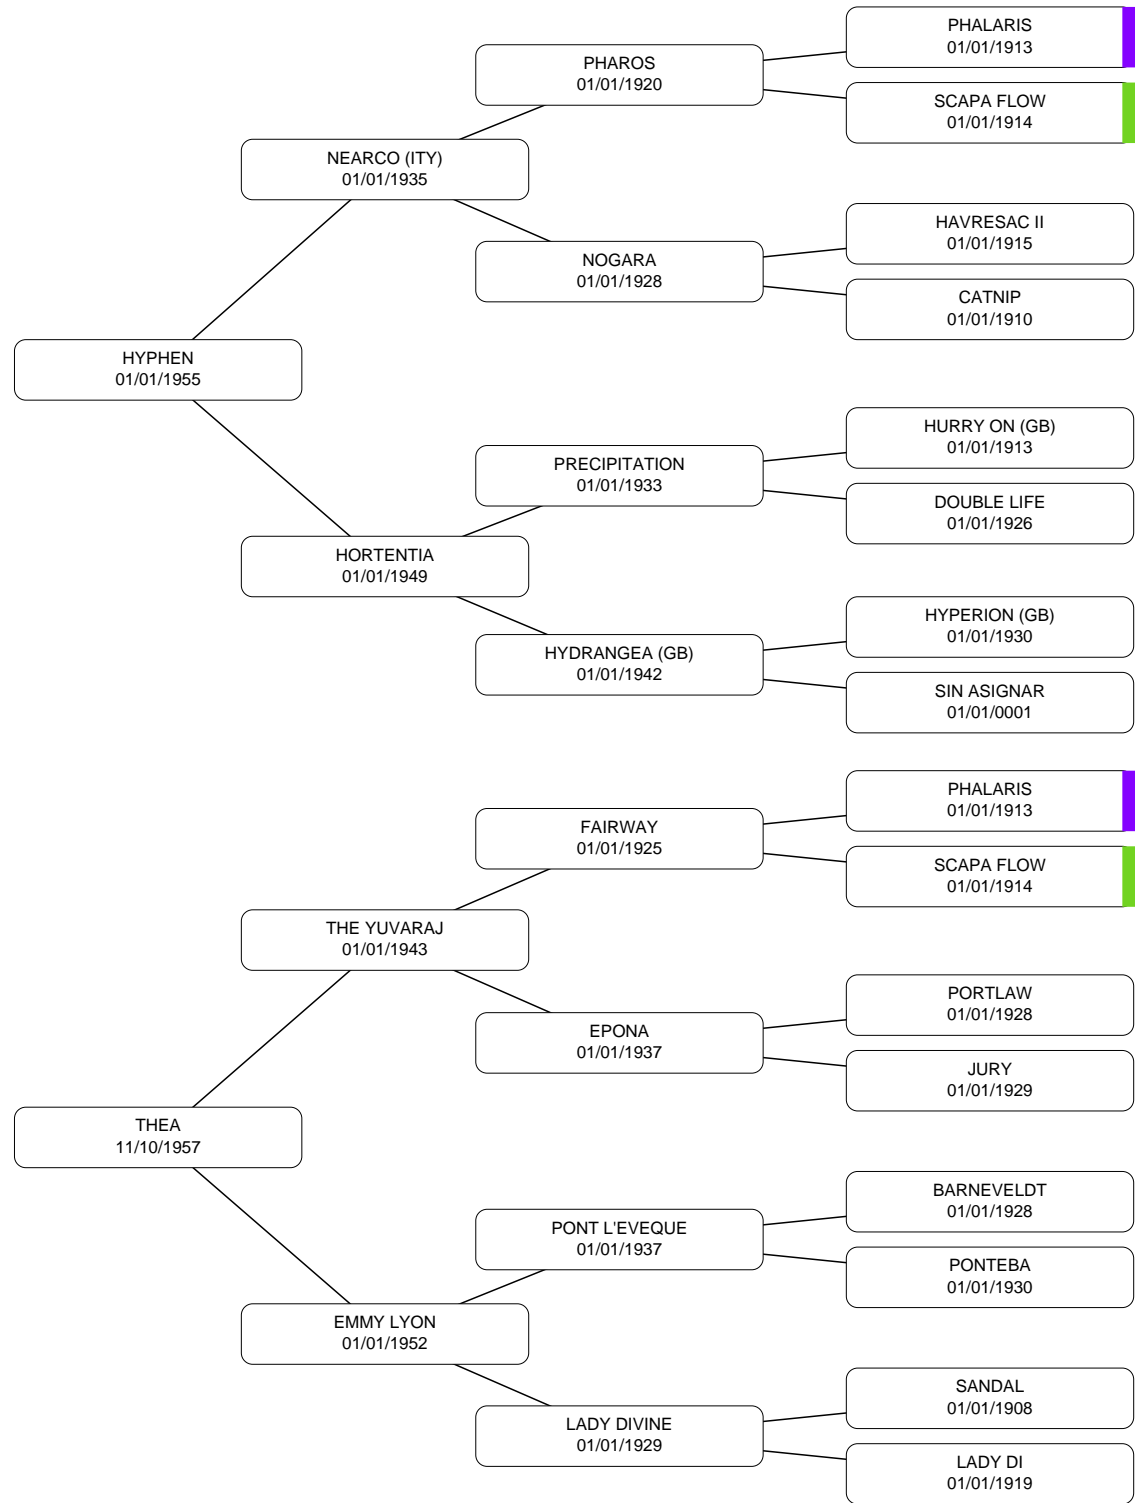 PHALARIS
01/01/1913
PHAROS
01/01/1920
SCAPA FLOW
01/01/1914
NEARCO (ITY)
01/01/1935
HAVRESAC II
01/01/1915
NOGARA
01/01/1928
CATNIP
01/01/1910
HYPHEN
01/01/1955
HURRY ON (GB)
01/01/1913
PRECIPITATION
01/01/1933
DOUBLE LIFE
01/01/1926
HORTENTIA
01/01/1949
HYPERION (GB)
01/01/1930
HYDRANGEA (GB)
01/01/1942
SIN ASIGNAR
01/01/0001
PHALARIS
01/01/1913
FAIRWAY
01/01/1925
SCAPA FLOW
01/01/1914
THE YUVARAJ
01/01/1943
PORTLAW
01/01/1928
EPONA
01/01/1937
JURY
01/01/1929
THEA
11/10/1957
BARNEVELDT
01/01/1928
PONT L'EVEQUE
01/01/1937
PONTEBA
01/01/1930
EMMY LYON
01/01/1952
SANDAL
01/01/1908
LADY DIVINE
01/01/1929
LADY DI
01/01/1919